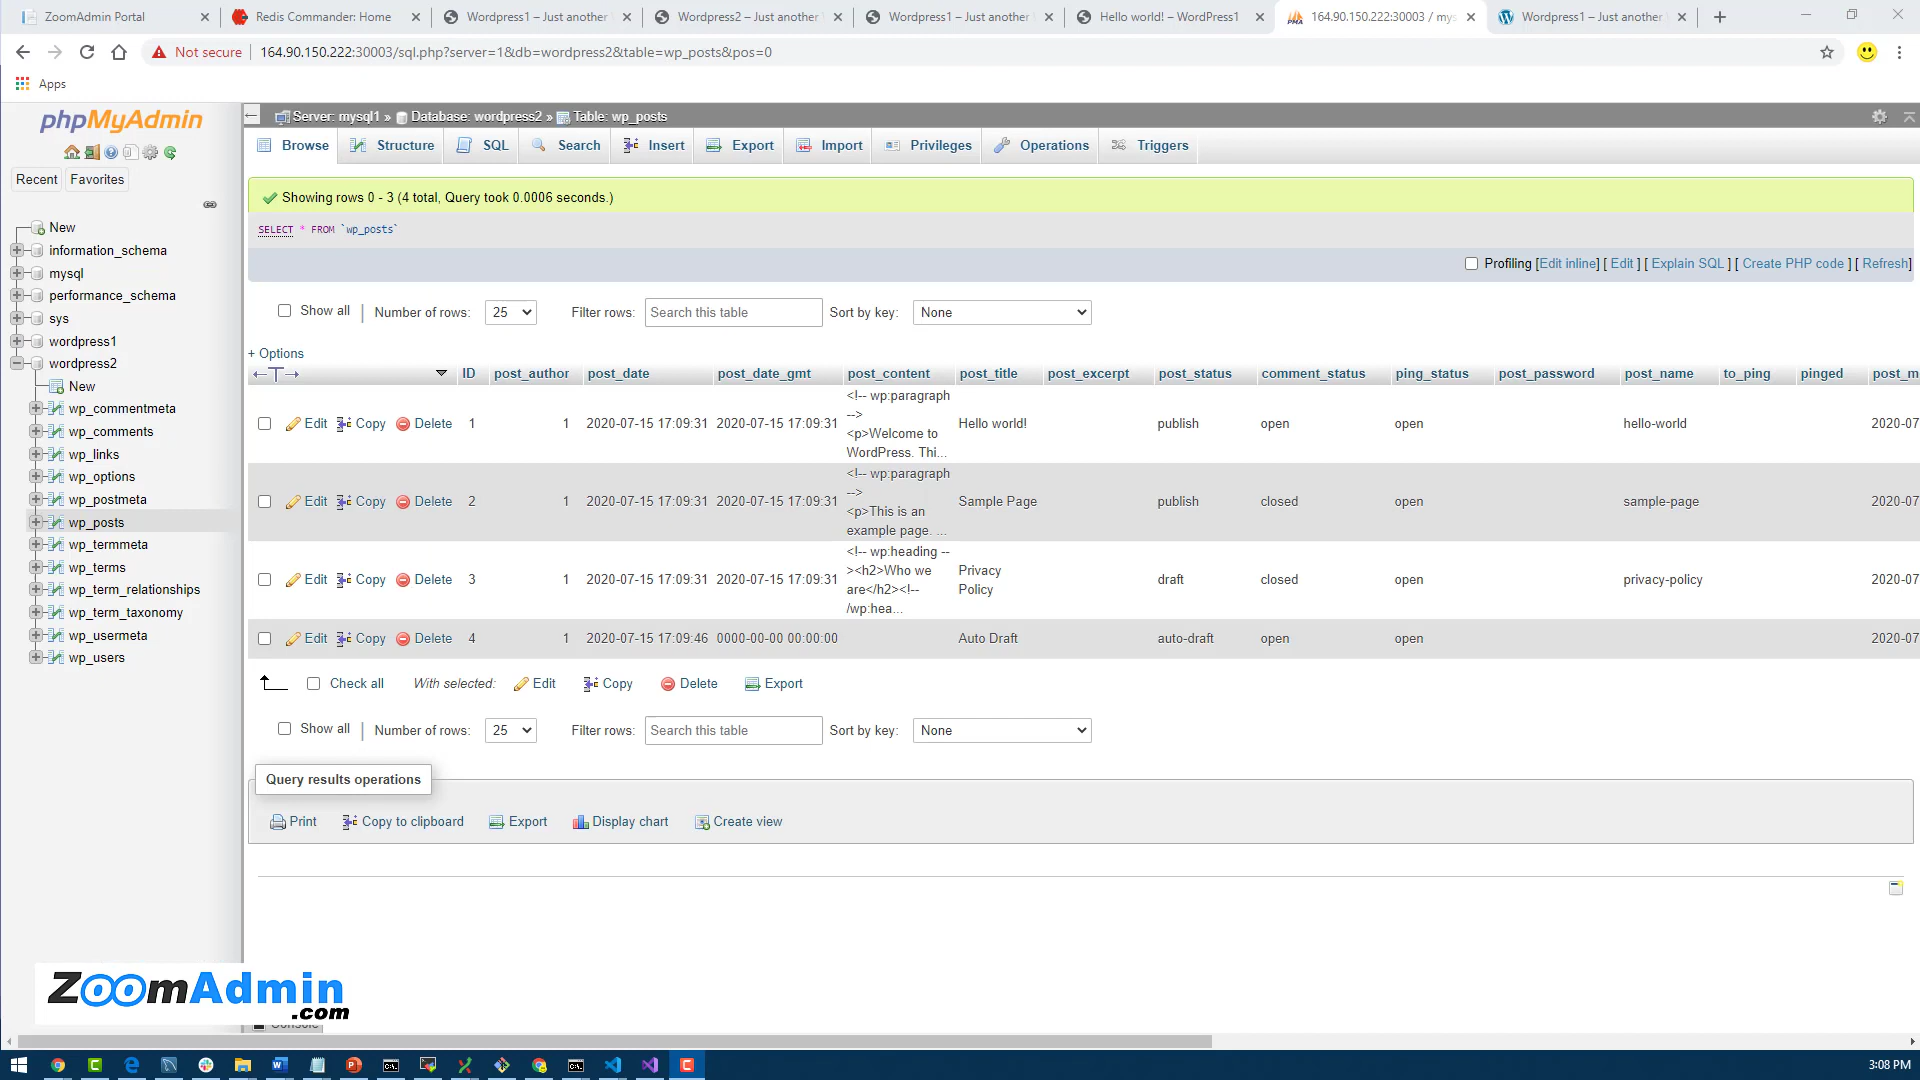 ZoomAdmin Portal
Redis Commander: Home
Wordpress1 – Just another
Wordpress2 – Just another
Wordpress1 – Just another
Hello world! – WordPress1
164.90.150.222:30003 / mys
Wordpress1 – Just another
Not secure
164.90.150.222:30003/sql.php?server=1&db=wordpress2&table=wp_posts&pos=0
Apps
phpMyAdmin
Recent
Favorites
New
information_schema
mysql
performance_schema
sys
wordpress1
wordpress2
New
wp_commentmeta
wp_comments
wp_links
wp_options
wp_postmeta
wp_posts
wp_termmeta
wp_terms
wp_term_relationships
wp_term_taxonomy
wp_usermeta
wp_users
Server: mysql1 » Database: wordpress2 » Table: wp_posts
Browse Structure SQL Search Insert Export Import Privileges Operations Triggers
Showing rows 0 - 3 (4 total, Query took 0.0006 seconds.)
SELECT * FROM `wp_posts`
Profiling [Edit inline] [ Edit ] [ Explain SQL ] [ Create PHP code ] [ Refresh]
Show all | Number of rows: 25 Filter rows: Search this table Sort by key: None
+ Options
←T→ ID post_author post_date post_date_gmt post_content post_title post_excerpt post_status comment_status ping_status post_password post_name to_ping pinged post_m
Edit Copy Delete 1 1 2020-07-15 17:09:31 2020-07-15 17:09:31 <!-- wp:paragraph
-->
<p>Welcome to
WordPress. Thi... Hello world! publish open open hello-world 2020-07
Edit Copy Delete 2 1 2020-07-15 17:09:31 2020-07-15 17:09:31 <!-- wp:paragraph
-->
<p>This is an
example page. ... Sample Page publish closed open sample-page 2020-07
Edit Copy Delete 3 1 2020-07-15 17:09:31 2020-07-15 17:09:31 <!-- wp:heading --
><h2>Who we
are</h2><!--
/wp:hea... Privacy
Policy draft closed open privacy-policy 2020-07
Edit Copy Delete 4 1 2020-07-15 17:09:46 0000-00-00 00:00:00 Auto Draft auto-draft open open 2020-07
Check all With selected: Edit Copy Delete Export
Show all | Number of rows: 25 Filter rows: Search this table Sort by key: None
Query results operations
Print Copy to clipboard Export Display chart Create view
ZoomAdmin
.com
Console
3:08 PM